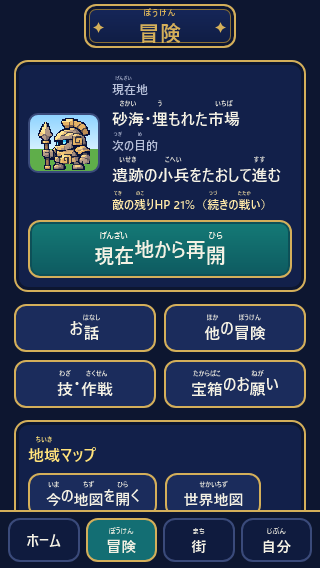 冒険
現在地
砂海・埋もれた市場
次の目的
遺跡の小兵をたおして進む
敵の残りHP 21%（続きの戦い）
現在地から再開
お話
他の冒険
技・作戦
宝箱のお願い
地域マップ
今の地図を開く
世界地図
ホーム
冒険
街
自分